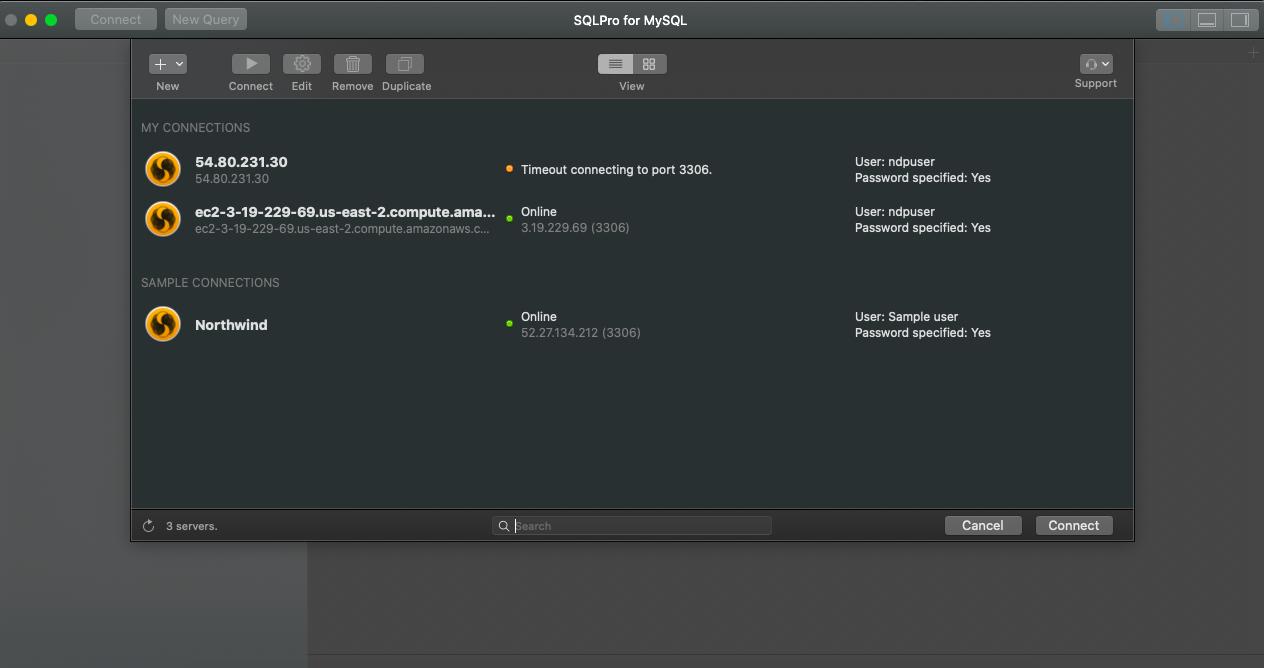 Connect
New Query
SQLPro for MySQL
New
Connect
Edit
Remove
Duplicate
View
Support
MY CONNECTIONS
54.80.231.30
54.80.231.30
Timeout connecting to port 3306.
User: ndpuser
Password specified: Yes
ec2-3-19-229-69.us-east-2.compute.ama...
ec2-3-19-229-69.us-east-2.compute.amazonaws.c...
Online
3.19.229.69 (3306)
User: ndpuser
Password specified: Yes
SAMPLE CONNECTIONS
Northwind
Online
52.27.134.212 (3306)
User: Sample user
Password specified: Yes
3 servers.
Search
Cancel
Connect